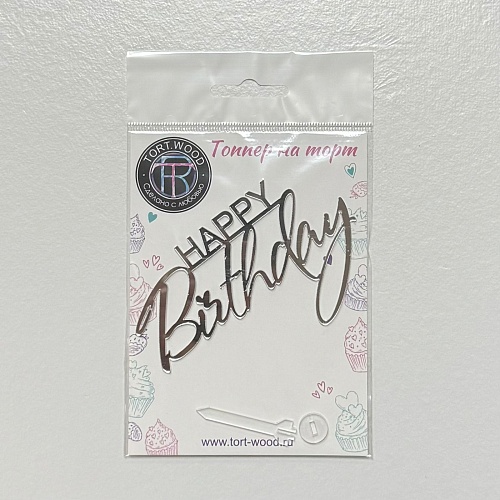 TORT.WOOD
TR
Сделано с любовью
Топпер на торт
HAPPY
Birthday
www.tort-wood.ru